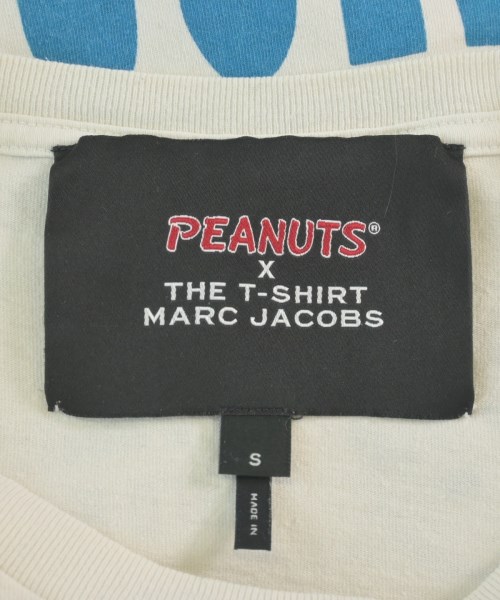 PEANUTS®
X
THE T-SHIRT
MARC JACOBS
S
MADE IN